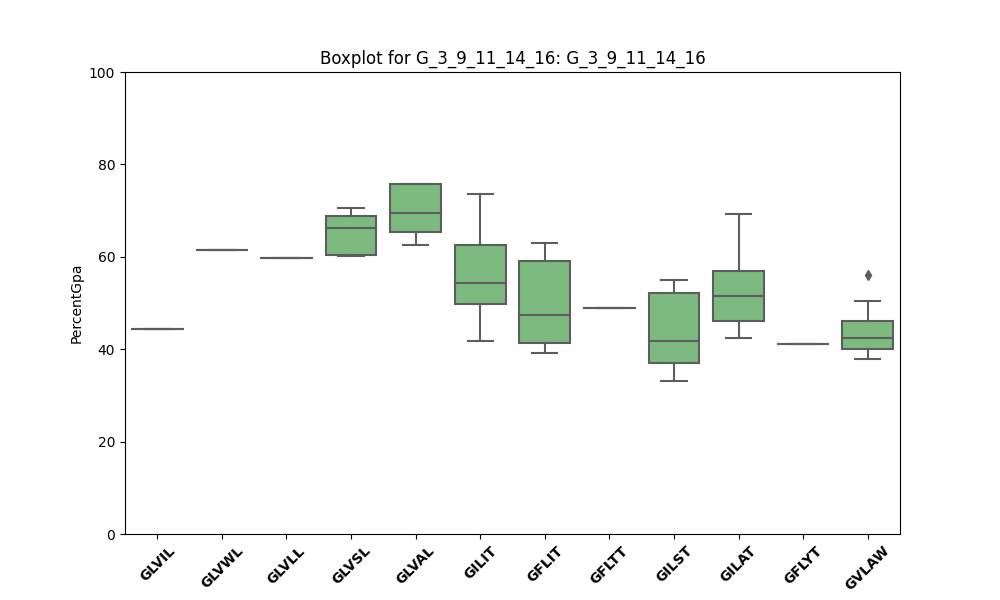 Boxplot for G_3_9_11_14_16: G_3_9_11_14_16
100
80
60
40
20
0
PercentGpa
GLVIL
GLVWL
GLVLL
GLVSL
GLVAL
GILIT
GFLIT
GFLTT
GILST
GILAT
GFLYT
GVLAW